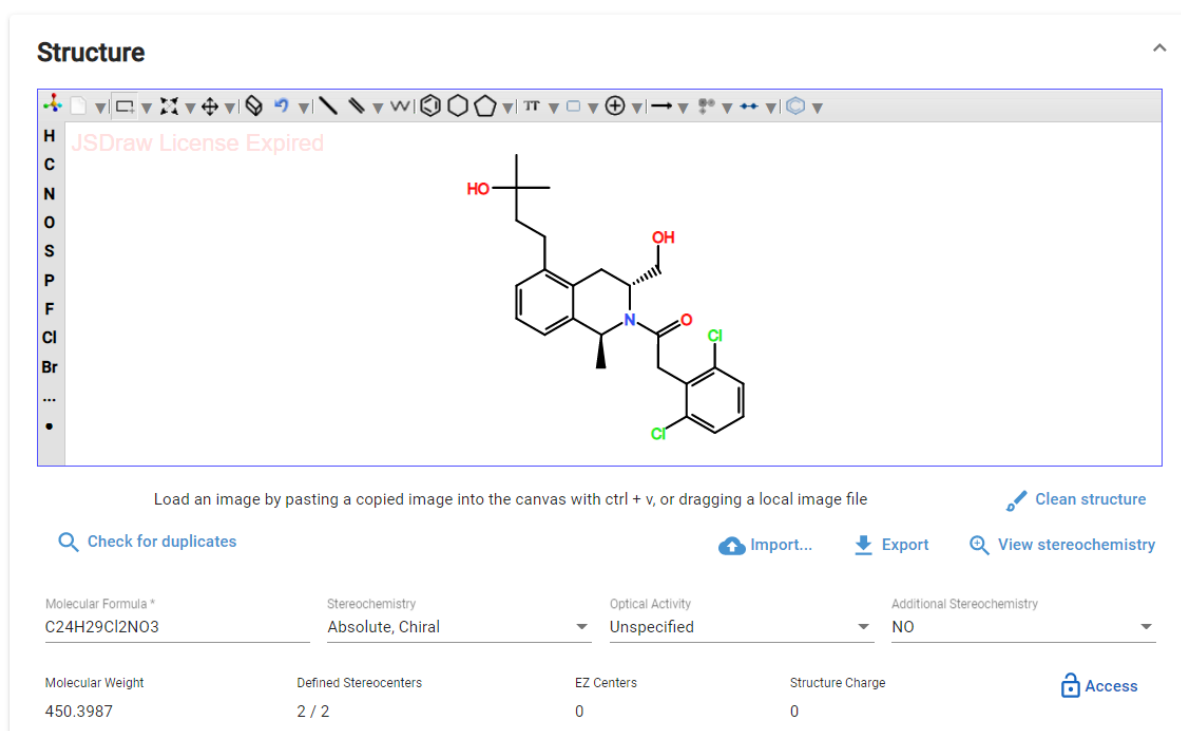 Structure
TT
H
JSDraw License Expired
C
N
O
S
P
F
Cl
Br
...
HO
OH
N
O
Cl
Cl
Load an image by pasting a copied image into the canvas with ctrl + v, or dragging a local image file
Clean structure
Check for duplicates
Import...
Export
View stereochemistry
Molecular Formula *
Stereochemistry
Optical Activity
Additional Stereochemistry
C24H29Cl2NO3
Absolute, Chiral
Unspecified
NO
Molecular Weight
Defined Stereocenters
EZ Centers
Structure Charge
Access
450.3987
2 / 2
0
0